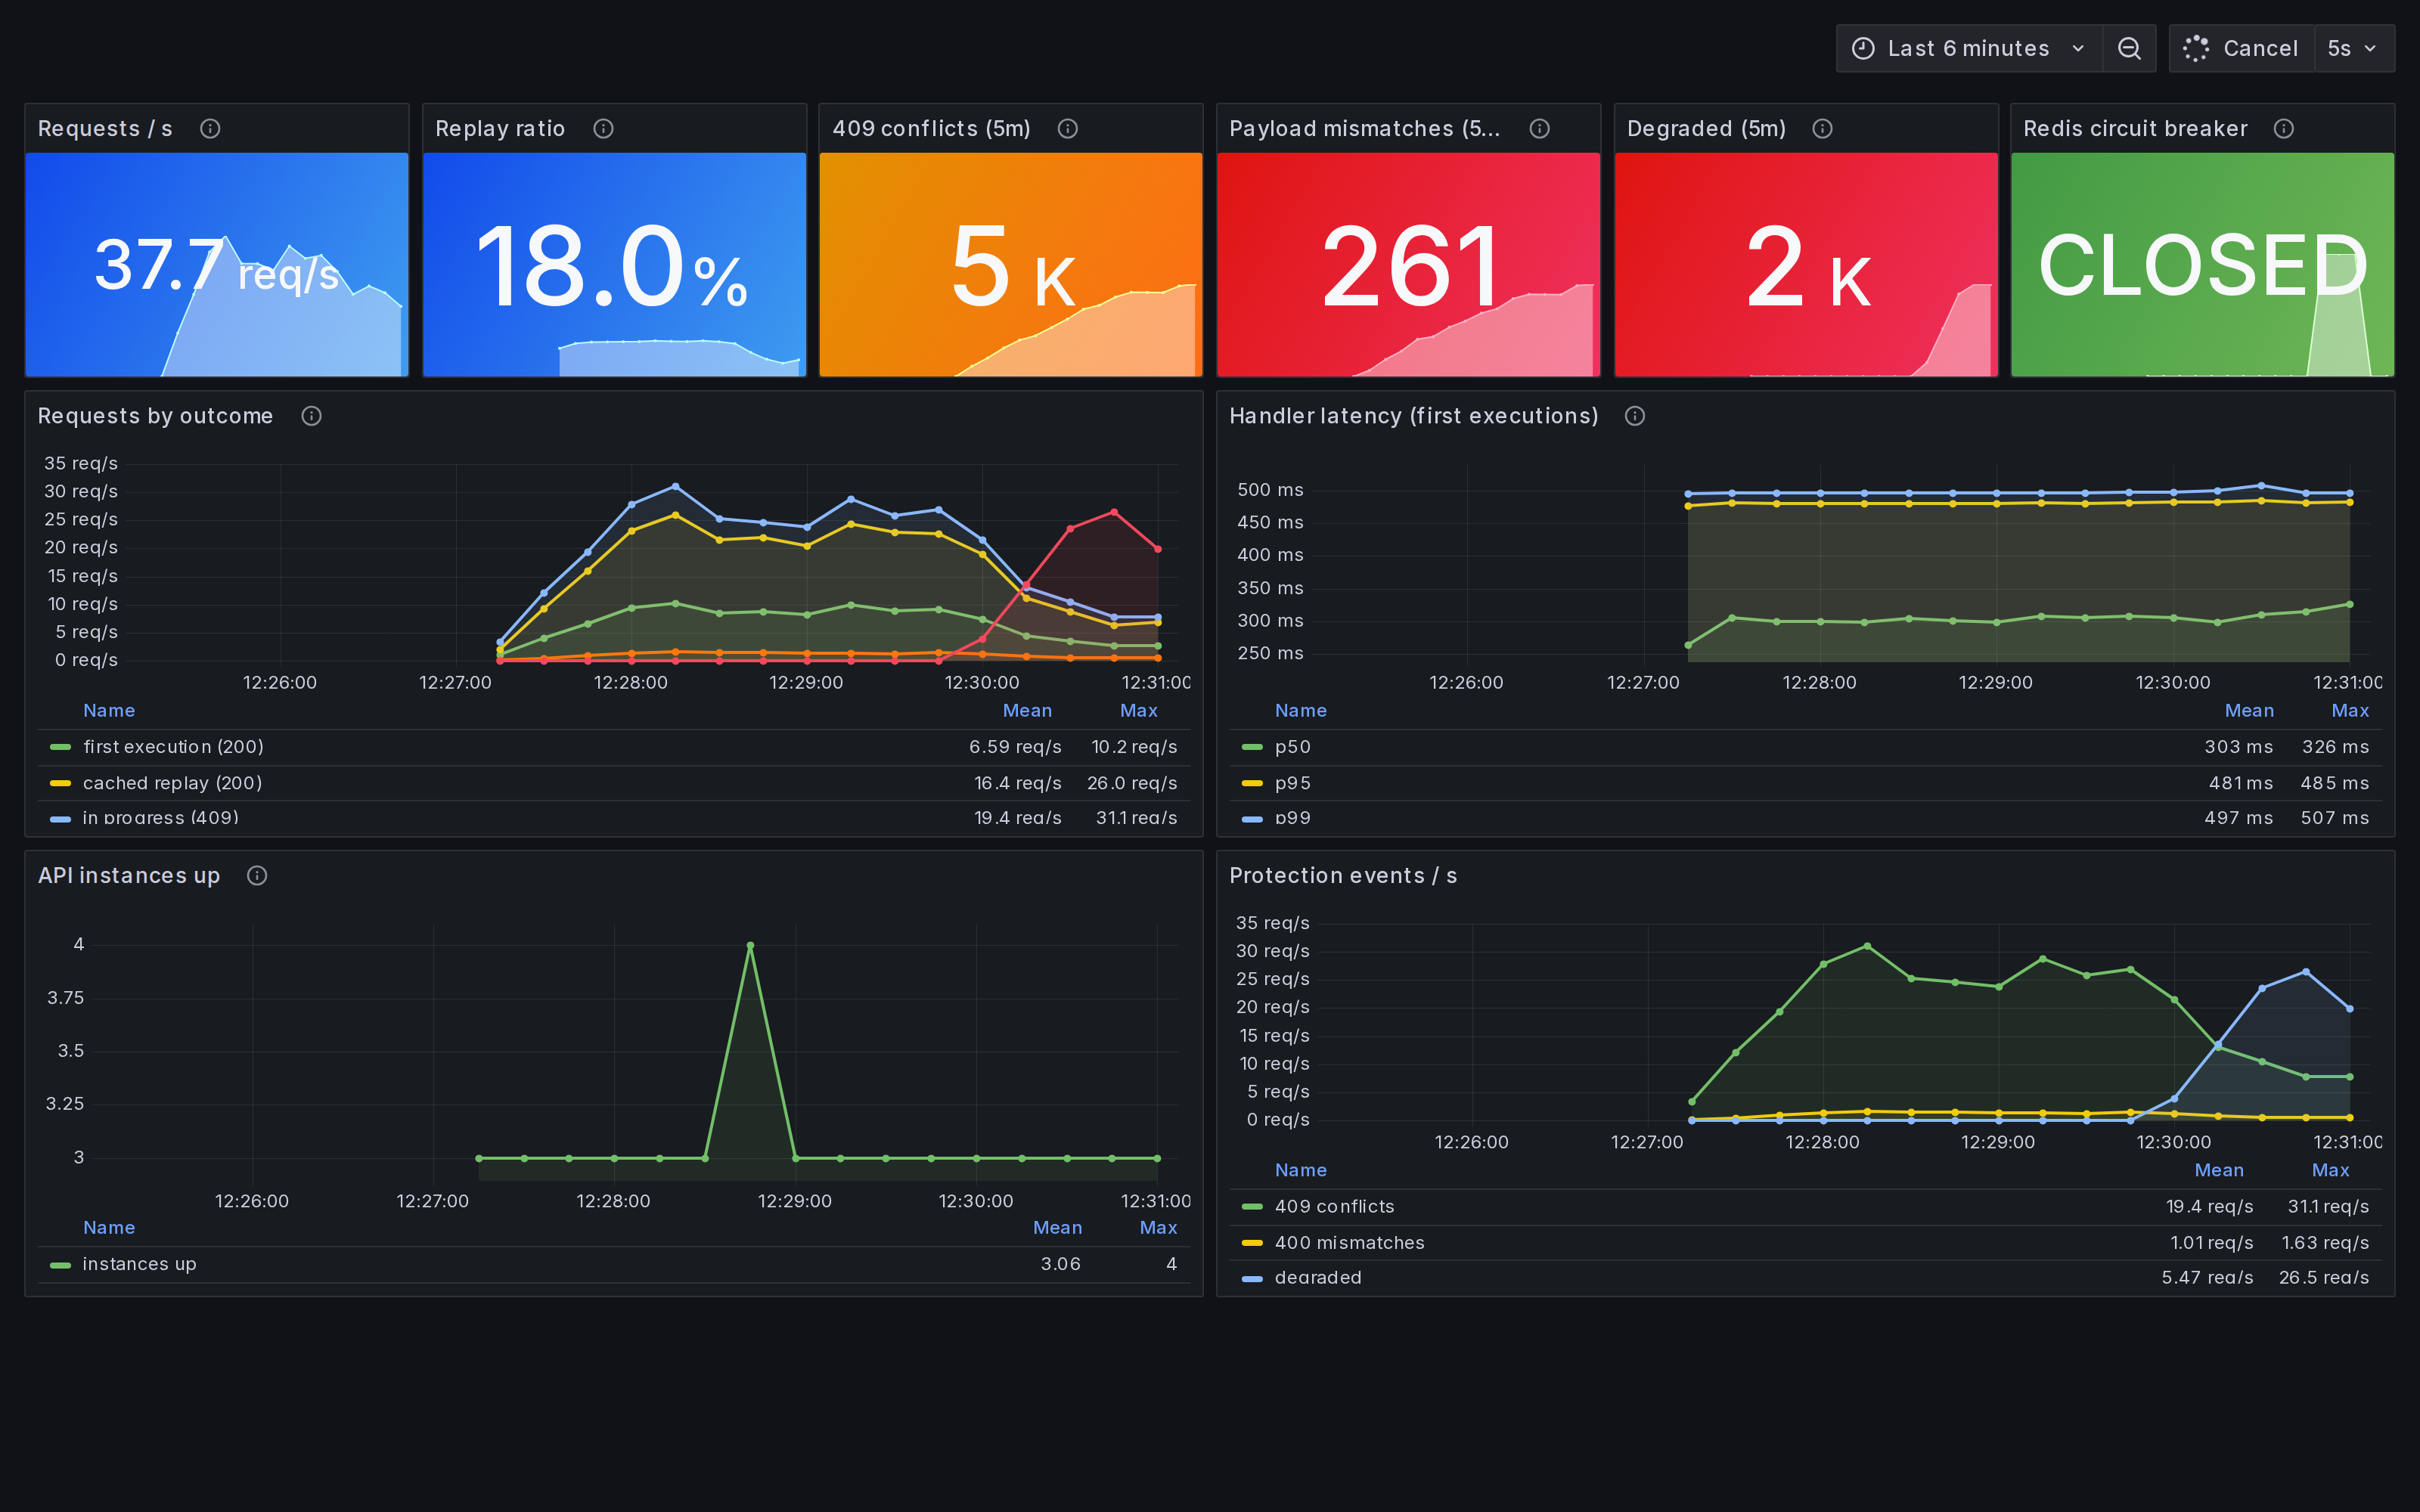 Last 6 minutes
Cancel
5s
Requests / s
Replay ratio
409 conflicts (5m)
Payload mismatches (5...
Degraded (5m)
Redis circuit breaker
37.7 req/s
18.0%
5 K
261
2 K
CLOSED
Requests by outcome
35 req/s
30 req/s
25 req/s
20 req/s
15 req/s
10 req/s
5 req/s
0 req/s
12:26:00 12:27:00 12:28:00 12:29:00 12:30:00 12:31:00
Name Mean Max
first execution (200) 6.59 req/s 10.2 req/s
cached replay (200) 16.4 req/s 26.0 req/s
in progress (409) 19.4 req/s 31.1 req/s
Handler latency (first executions)
500 ms
450 ms
400 ms
350 ms
300 ms
250 ms
12:26:00 12:27:00 12:28:00 12:29:00 12:30:00 12:31:00
Name Mean Max
p50 303 ms 326 ms
p95 481 ms 485 ms
p99 497 ms 507 ms
API instances up
4
3.75
3.5
3.25
3
12:26:00 12:27:00 12:28:00 12:29:00 12:30:00 12:31:00
Name Mean Max
instances up 3.06 4
Protection events / s
35 req/s
30 req/s
25 req/s
20 req/s
15 req/s
10 req/s
5 req/s
0 req/s
12:26:00 12:27:00 12:28:00 12:29:00 12:30:00 12:31:00
Name Mean Max
409 conflicts 19.4 req/s 31.1 req/s
400 mismatches 1.01 req/s 1.63 req/s
degraded 5.47 req/s 26.5 req/s